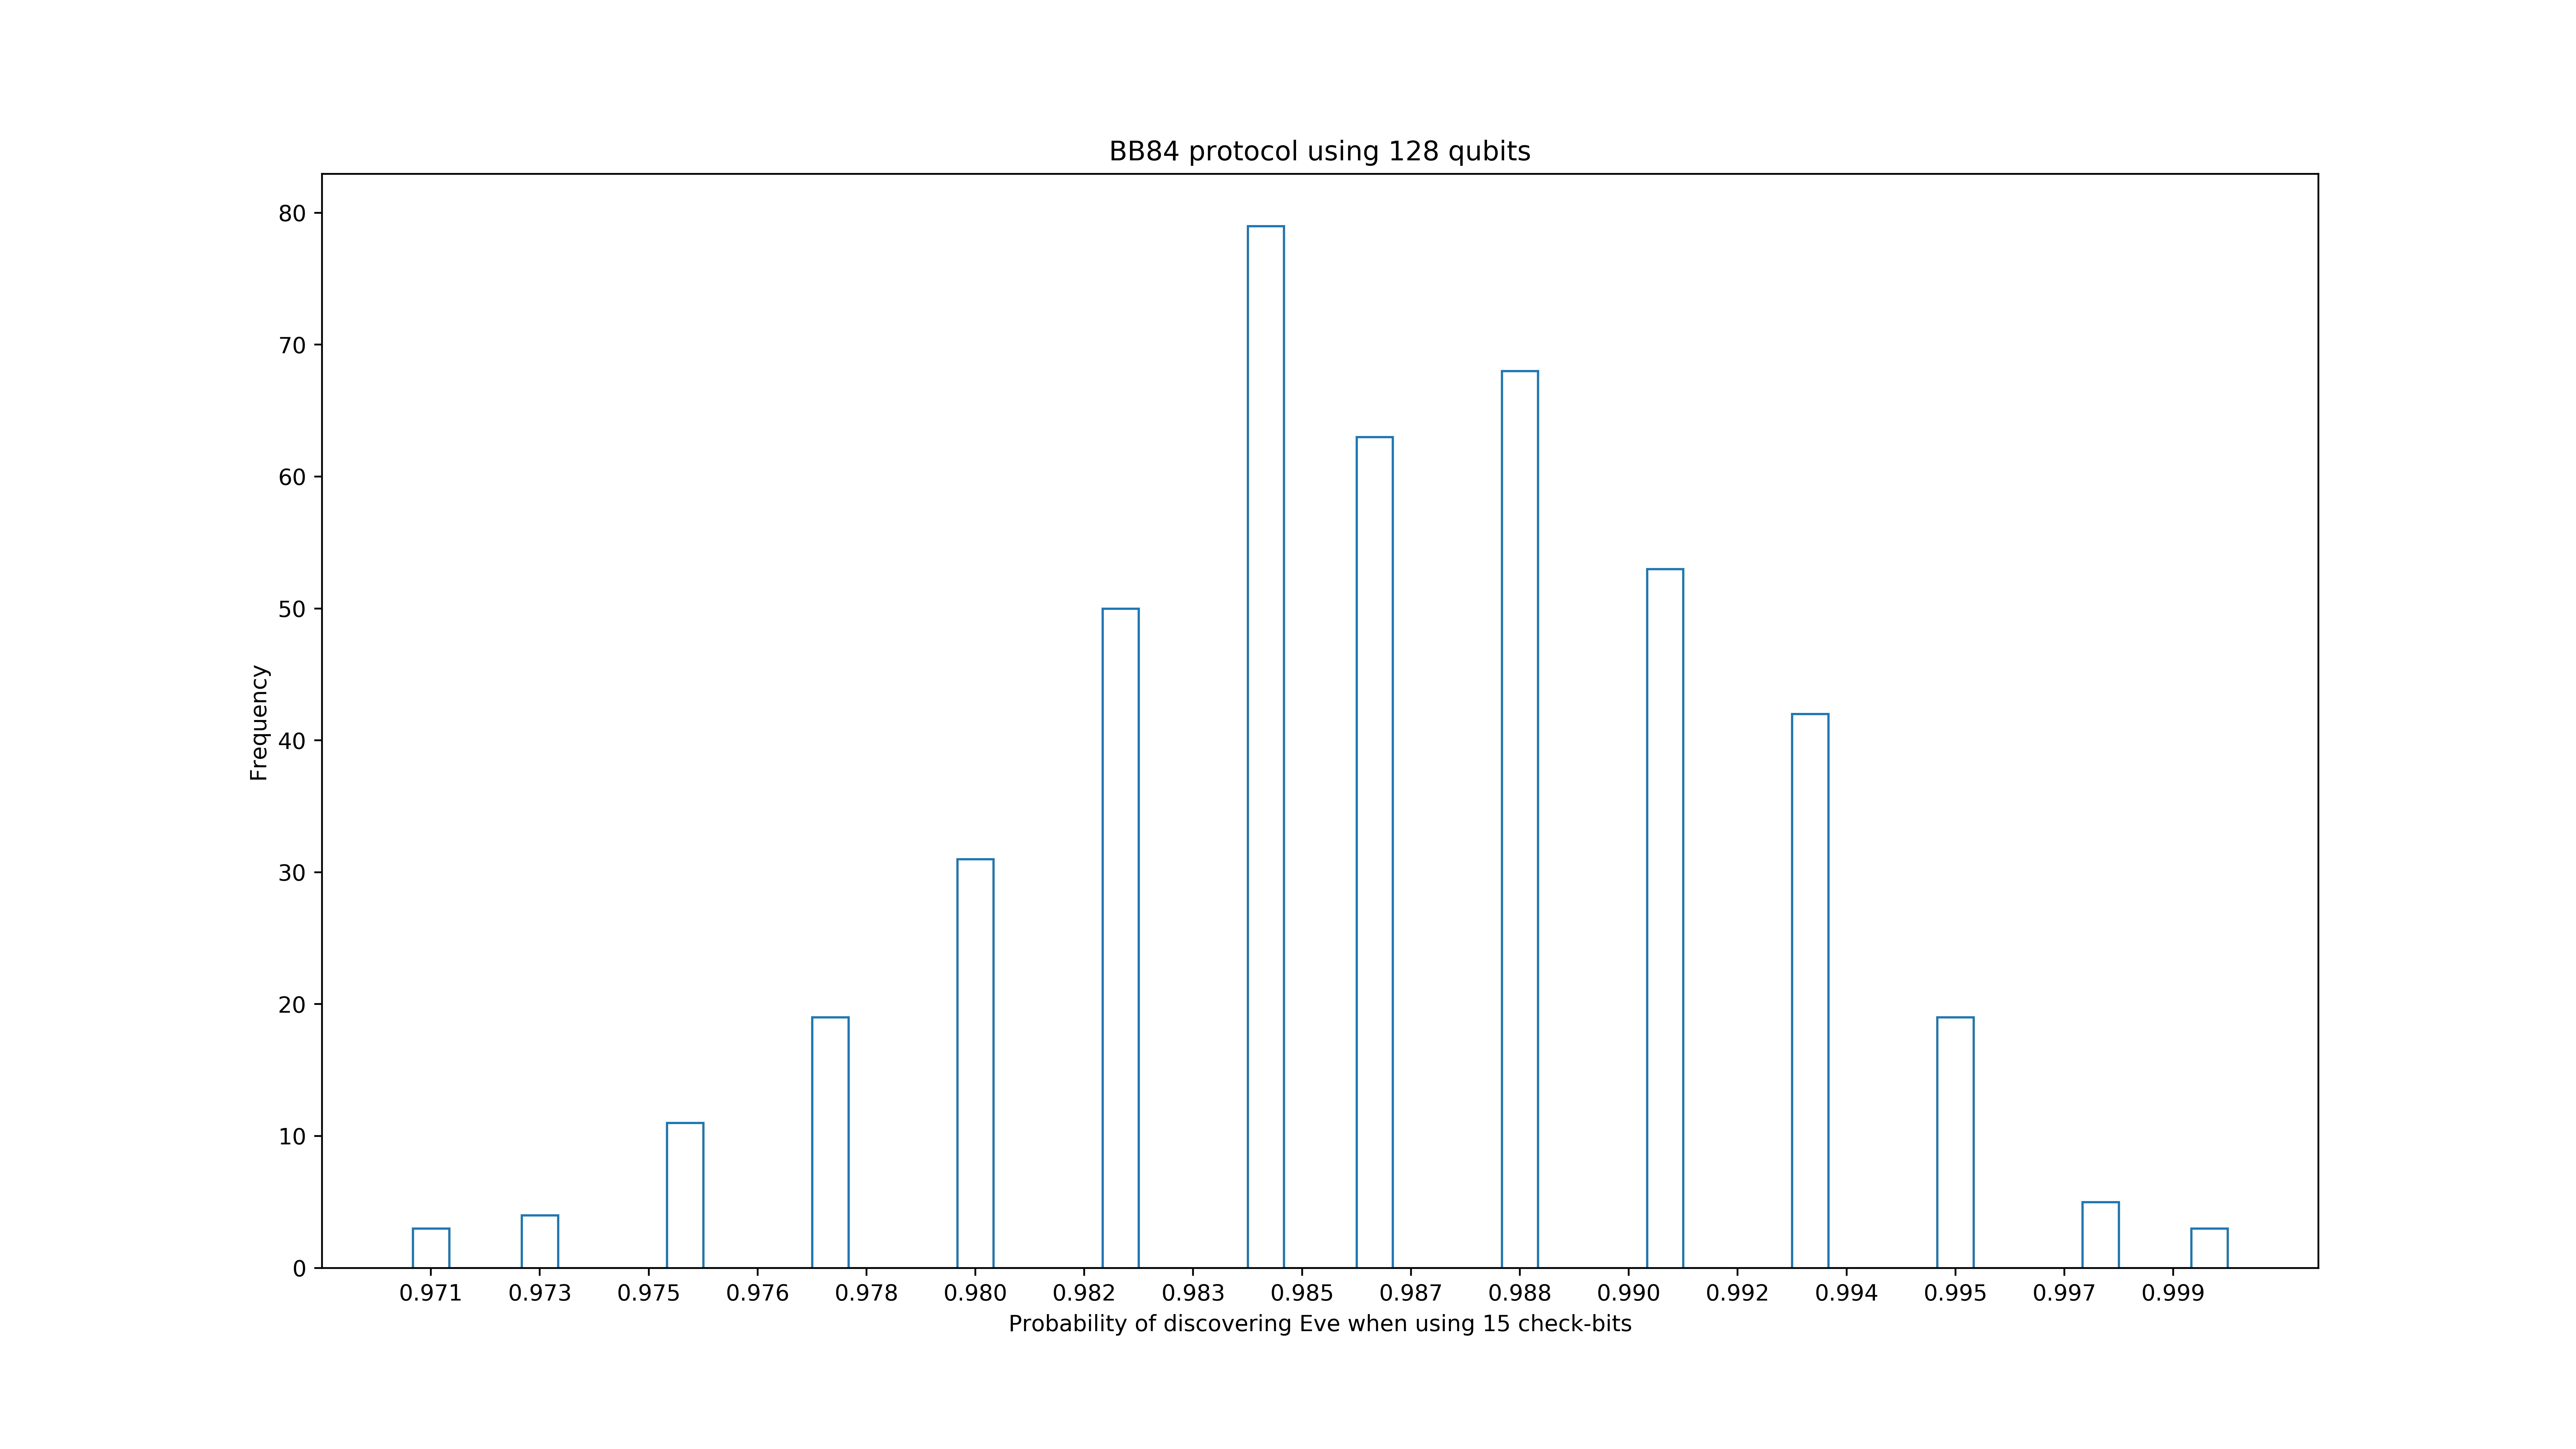 BB84 protocol using 128 qubits
80
70
60
50
40
30
20
10
0
Frequency
0.971 0.973 0.975 0.976 0.978 0.980 0.982 0.983 0.985 0.987 0.988 0.990 0.992 0.994 0.995 0.997 0.999
Probability of discovering Eve when using 15 check-bits